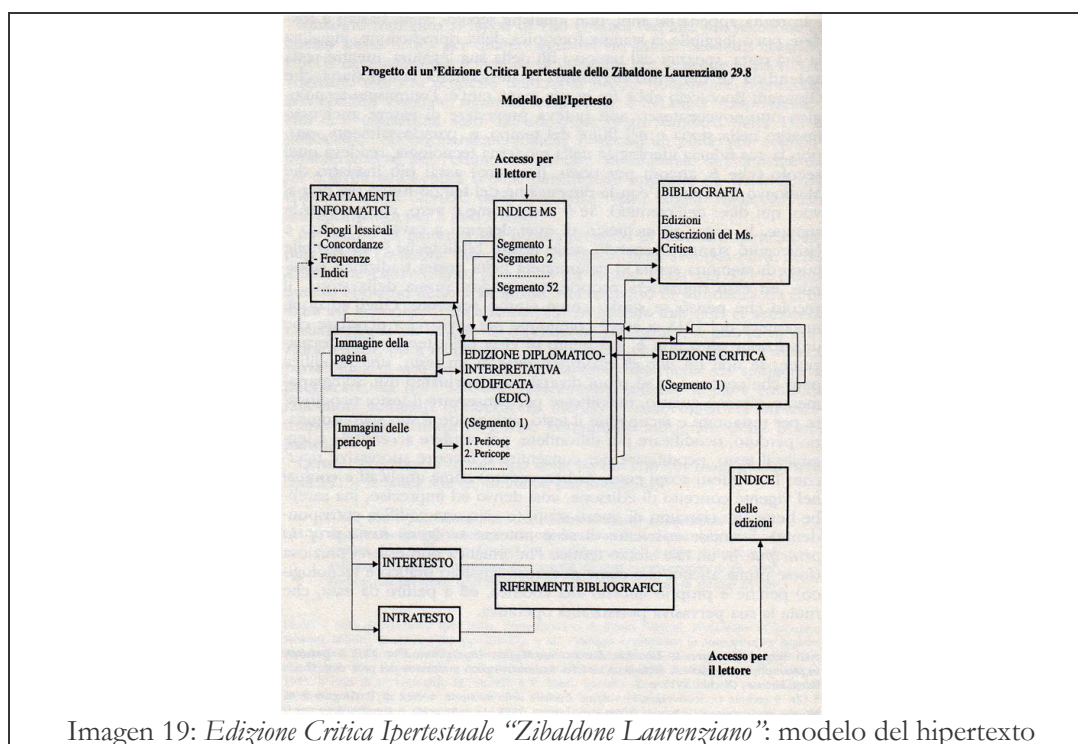 Progetto di un'Edizione Critica Ipertestuale dello Zibaldone Laurenziano 29.8
Modello dell'Ipertesto
Accesso per
il lettore
TRATTAMENTI
INFORMATICI
- Spogli lessicali
- Concordanze
- Frequenze
- Indici
- .........
INDICE MS
Segmento 1
Segmento 2
..................
Segmento 52
BIBLIOGRAFIA
Edizioni
Descrizioni del Ms.
Critica
Immagine della
pagina
EDIZIONE DIPLOMATICO-
INTERPRETATIVA
CODIFICATA
(EDIC)
(Segmento 1)
1. Pericope
2. Pericope
..................
EDIZIONE CRITICA
(Segmento 1)
Immagini delle
pericopi
INDICE
delle
edizioni
INTERTESTO
RIFERIMENTI BIBLIOGRAFICI
INTRATESTO
Accesso per
il lettore
Imagen 19: Edizione Critica Ipertestuale “Zibaldone Laurenziano”: modelo del hipertexto